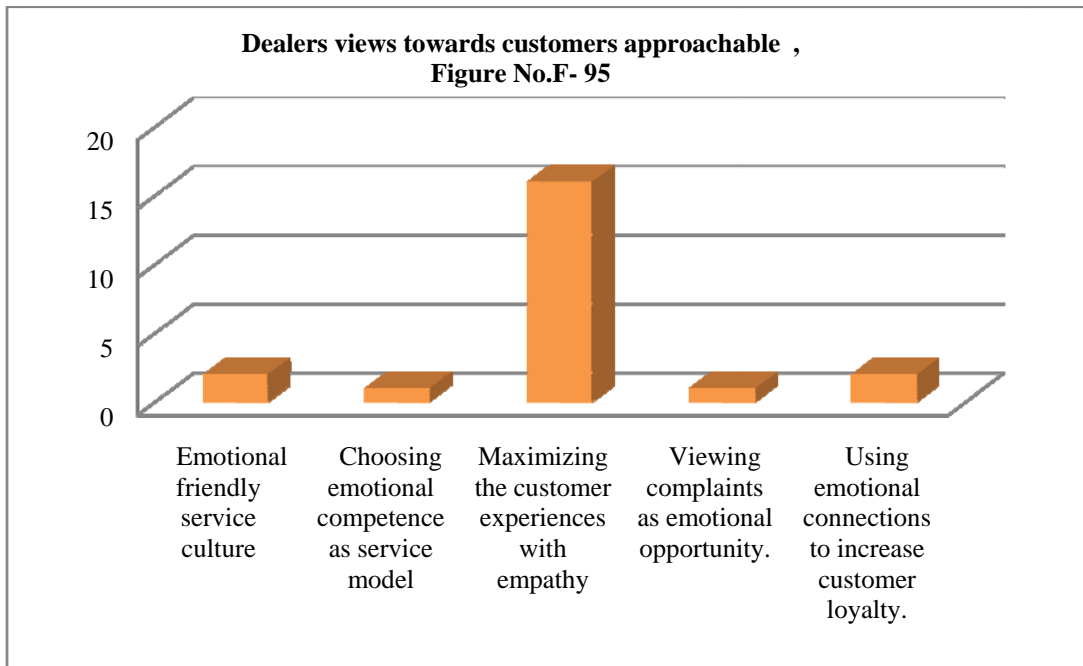 Dealers views towards customers approachable ,
Figure No.F- 95
20
15
10
5
0
Emotional
friendly
service
culture
Choosing
emotional
competence
as service
model
Maximizing
the customer
experiences
with
empathy
Viewing
complaints
as emotional
opportunity.
Using
emotional
connections
to increase
customer
loyalty.